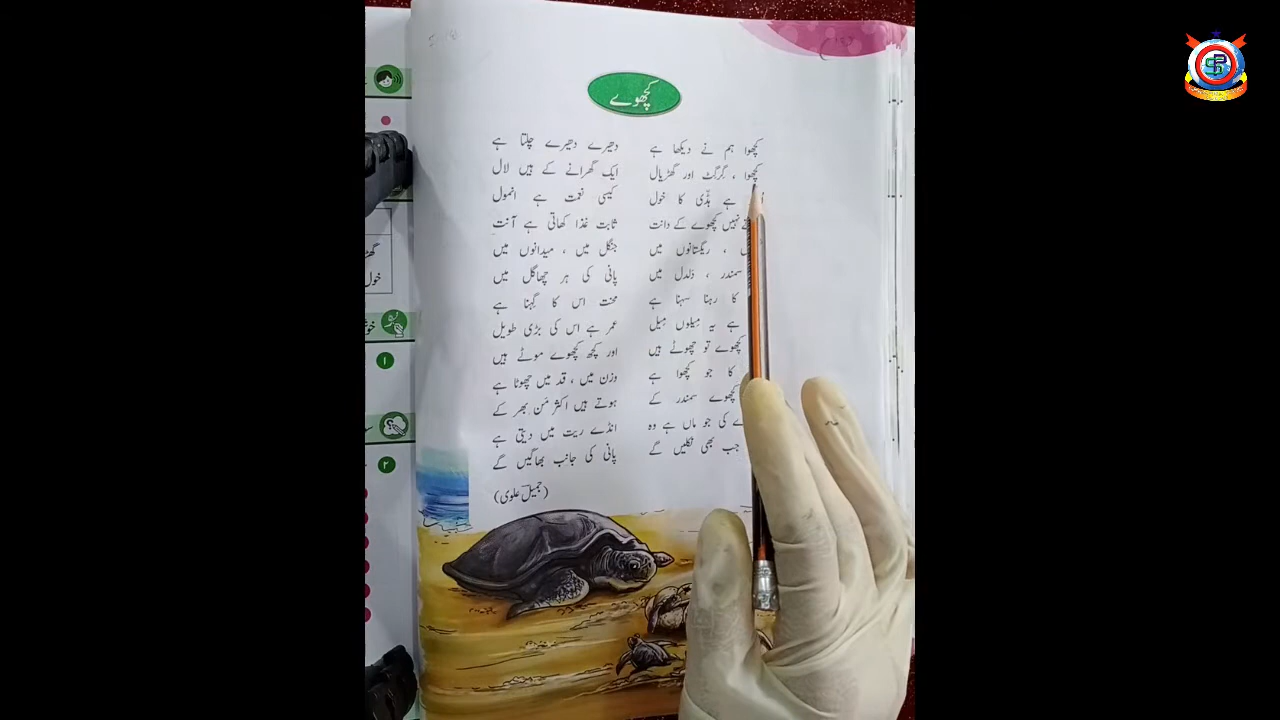 کچھوے
کچھوا ہم نے دیکھا ہے دھیرے دھیرے چلتا ہے
کچھوا ، گرگٹ اور گھڑیال ایک گھرانے کے ہیں لال
ہے ہڈّی کا خول کیسی نعمت ہے انمول
نہیں کچھوے کے دانت ثابت غذا کھاتی ہے آنت
، ریگستانوں میں جنگل میں ، میدانوں میں
سمندر ، دلدل میں پانی کی ہر چھاگل میں
کا رہنا سہنا ہے محنت اس کا گہنا ہے
ہے یہ مِیلوں مِیل عمر ہے اس کی بڑی طویل
کچھوے تو چھوٹے ہیں اور کچھ کچھوے موٹے ہیں
کا جو کچھوا ہے وزن میں ، قد میں چھوٹا ہے
کچھوے سمندر کے ہوتے ہیں اکثر مَن بھر کے
کی جو ماں ہے وہ انڈے ریت میں دیتی ہے
جب بھی نکلیں گے پانی کی جانب بھاگیں گے
(جمیلؔ علوی)
خول
۱
۲